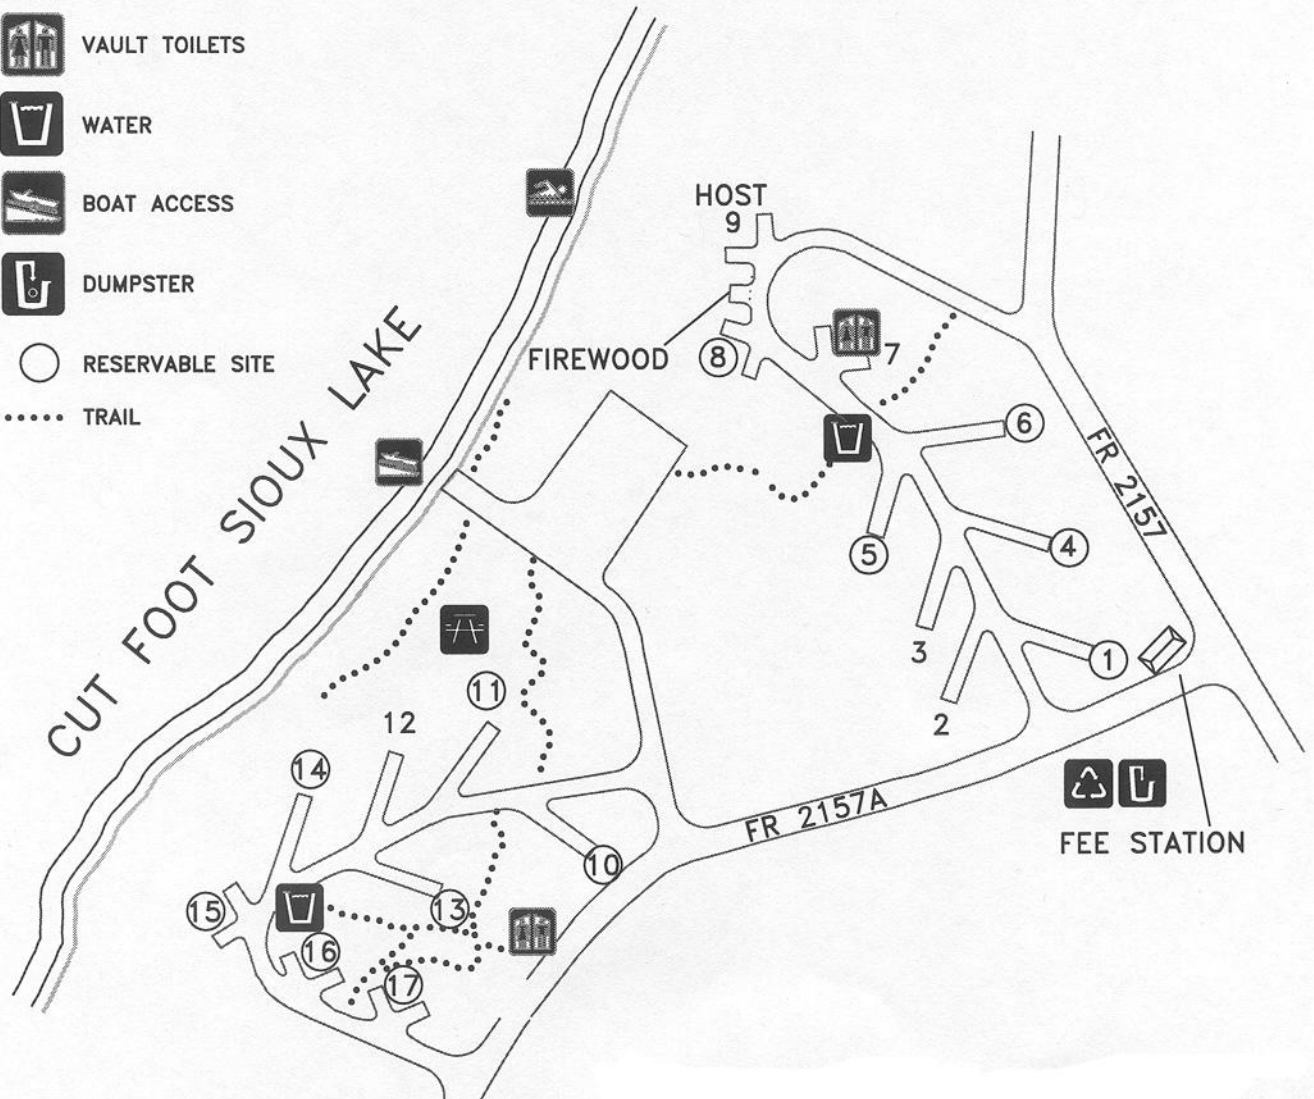 VAULT TOILETS
WATER
BOAT ACCESS
DUMPSTER
RESERVABLE SITE
TRAIL
CUT FOOT SIOUX LAKE
HOST
9
FIREWOOD
8
7
6
5
4
3
2
1
FR 2157
FR 2157A
FEE STATION
11
12
14
10
13
15
16
17